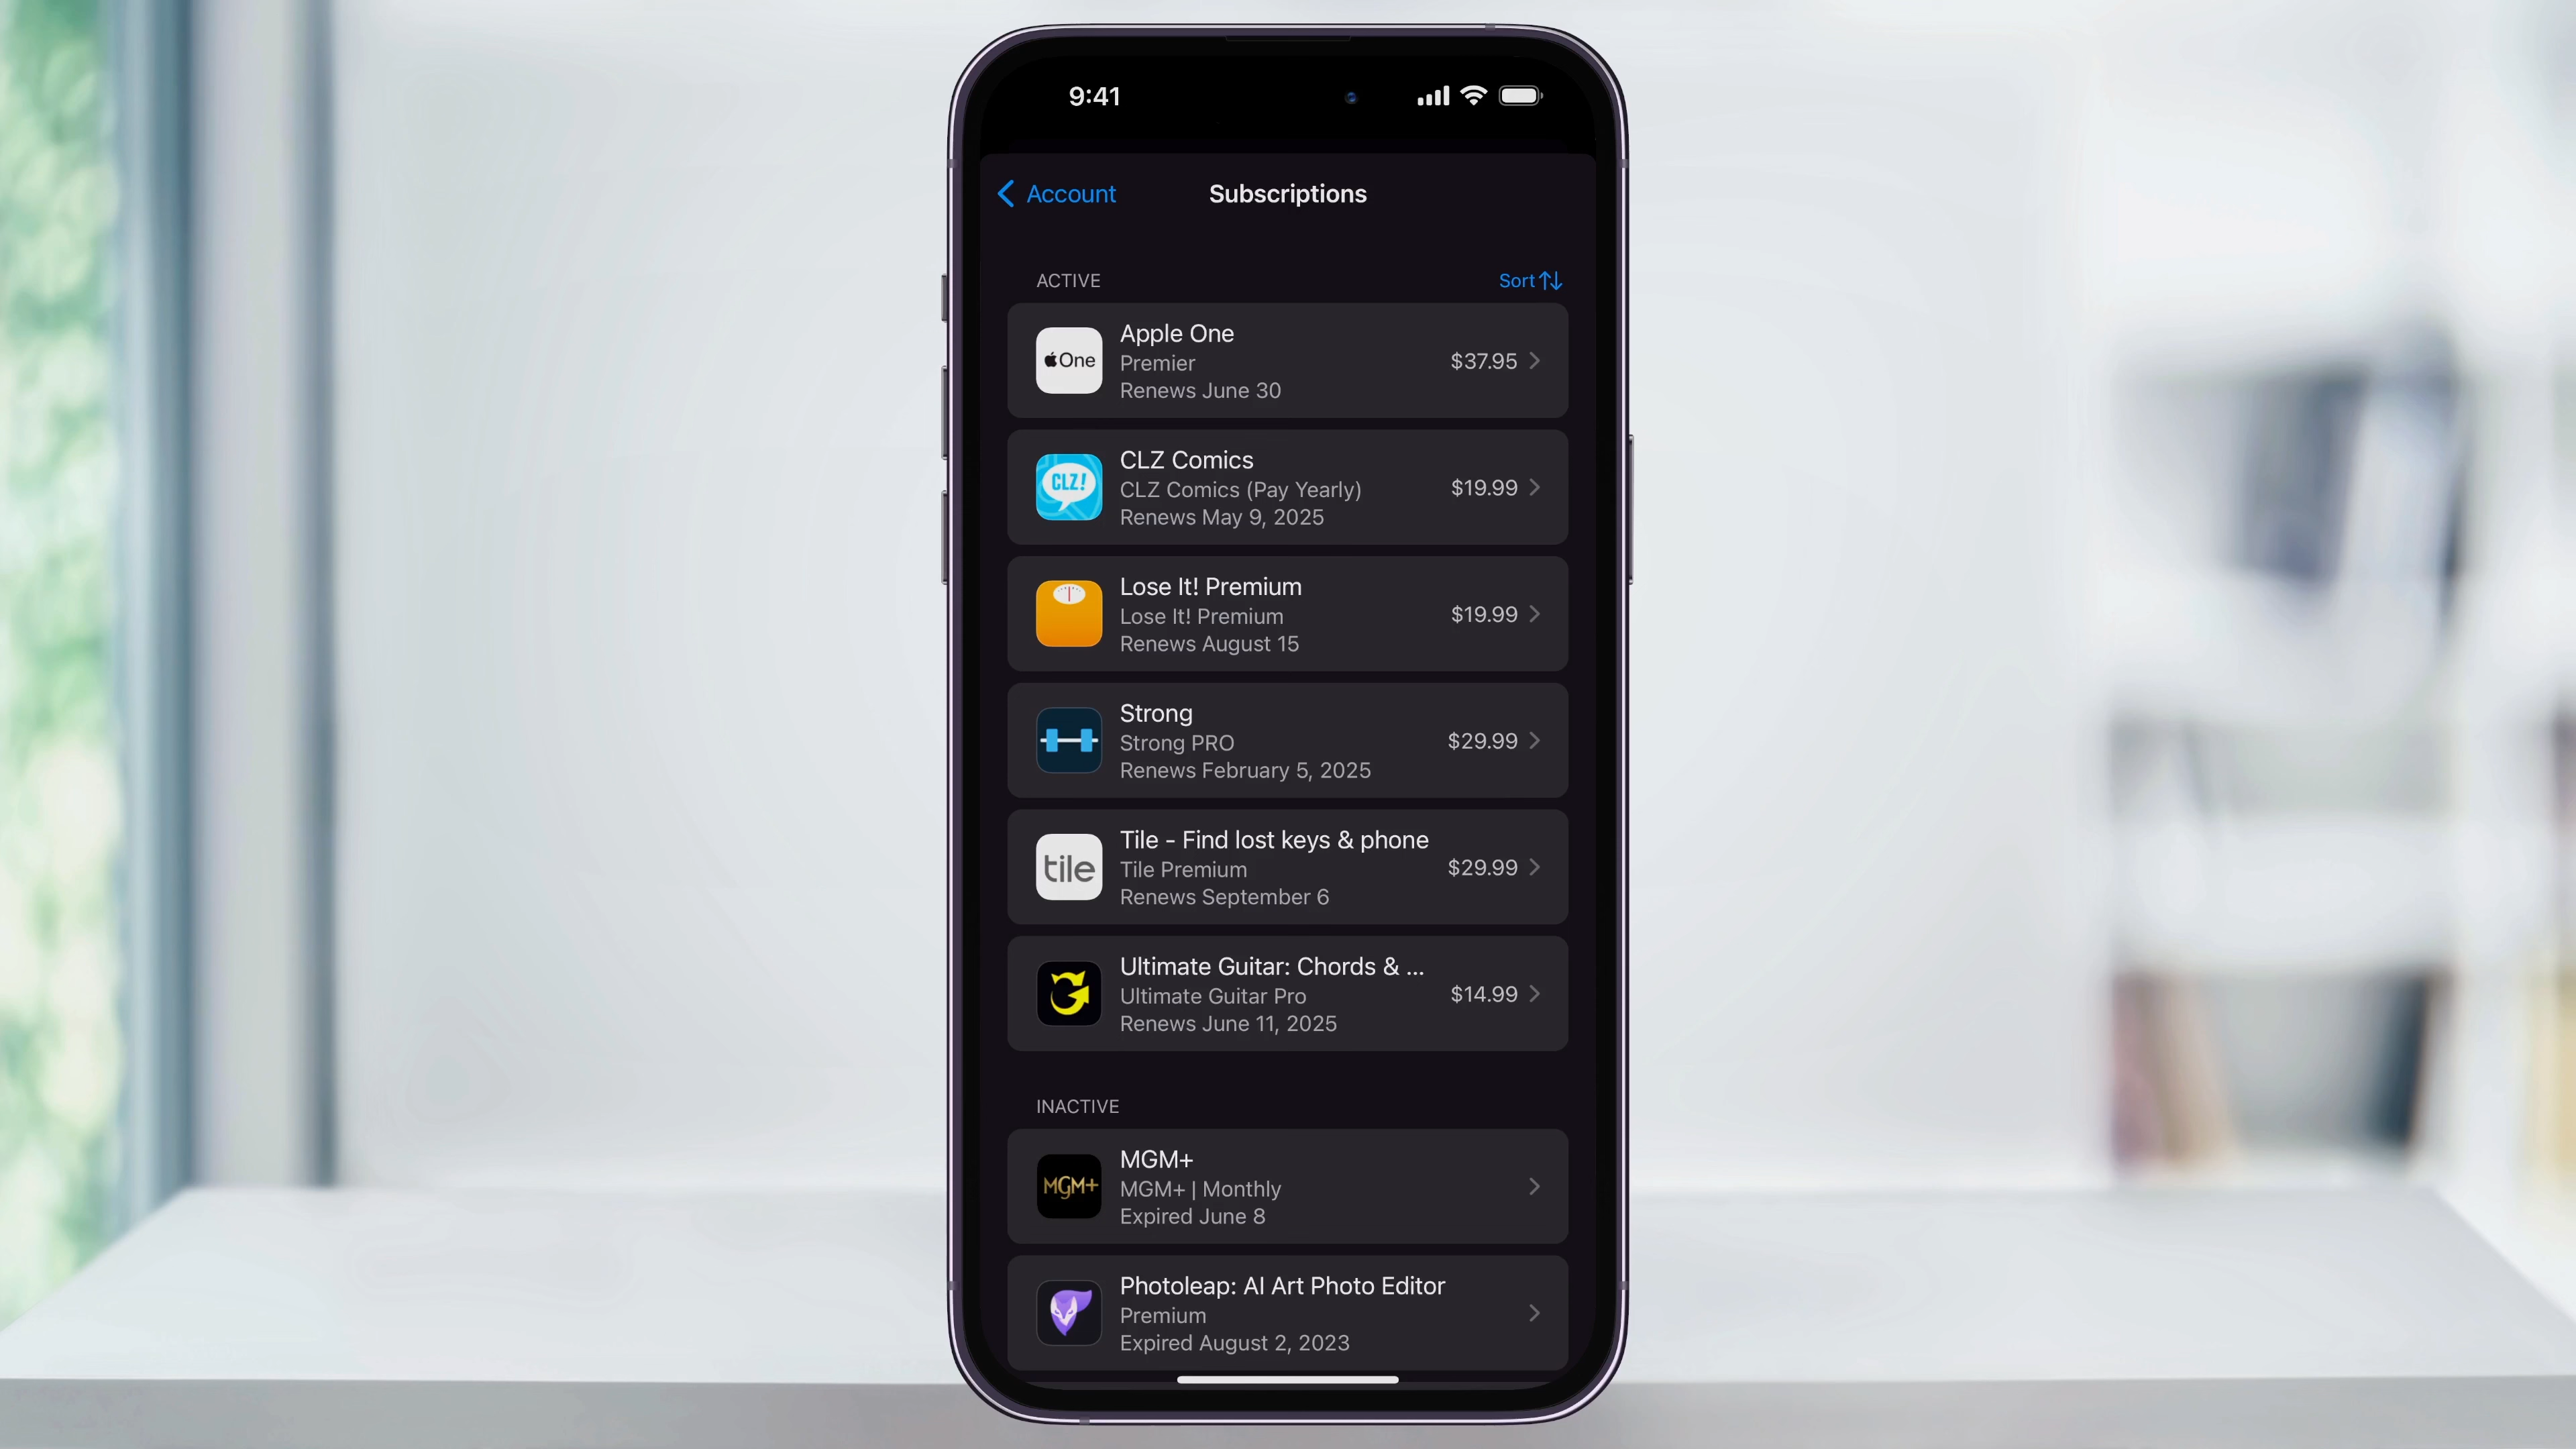 9:41
Account
Subscriptions
ACTIVE
Sort
One
Apple One
Premier
Renews June 30
$37.95
CLZ!
CLZ Comics
CLZ Comics (Pay Yearly)
Renews May 9, 2025
$19.99
Lose It! Premium
Lose It! Premium
Renews August 15
$19.99
Strong
Strong PRO
Renews February 5, 2025
$29.99
tile
Tile - Find lost keys & phone
Tile Premium
Renews September 6
$29.99
Ultimate Guitar: Chords & ...
Ultimate Guitar Pro
Renews June 11, 2025
$14.99
INACTIVE
MGM+
MGM+
MGM+ | Monthly
Expired June 8
Photoleap: AI Art Photo Editor
Premium
Expired August 2, 2023